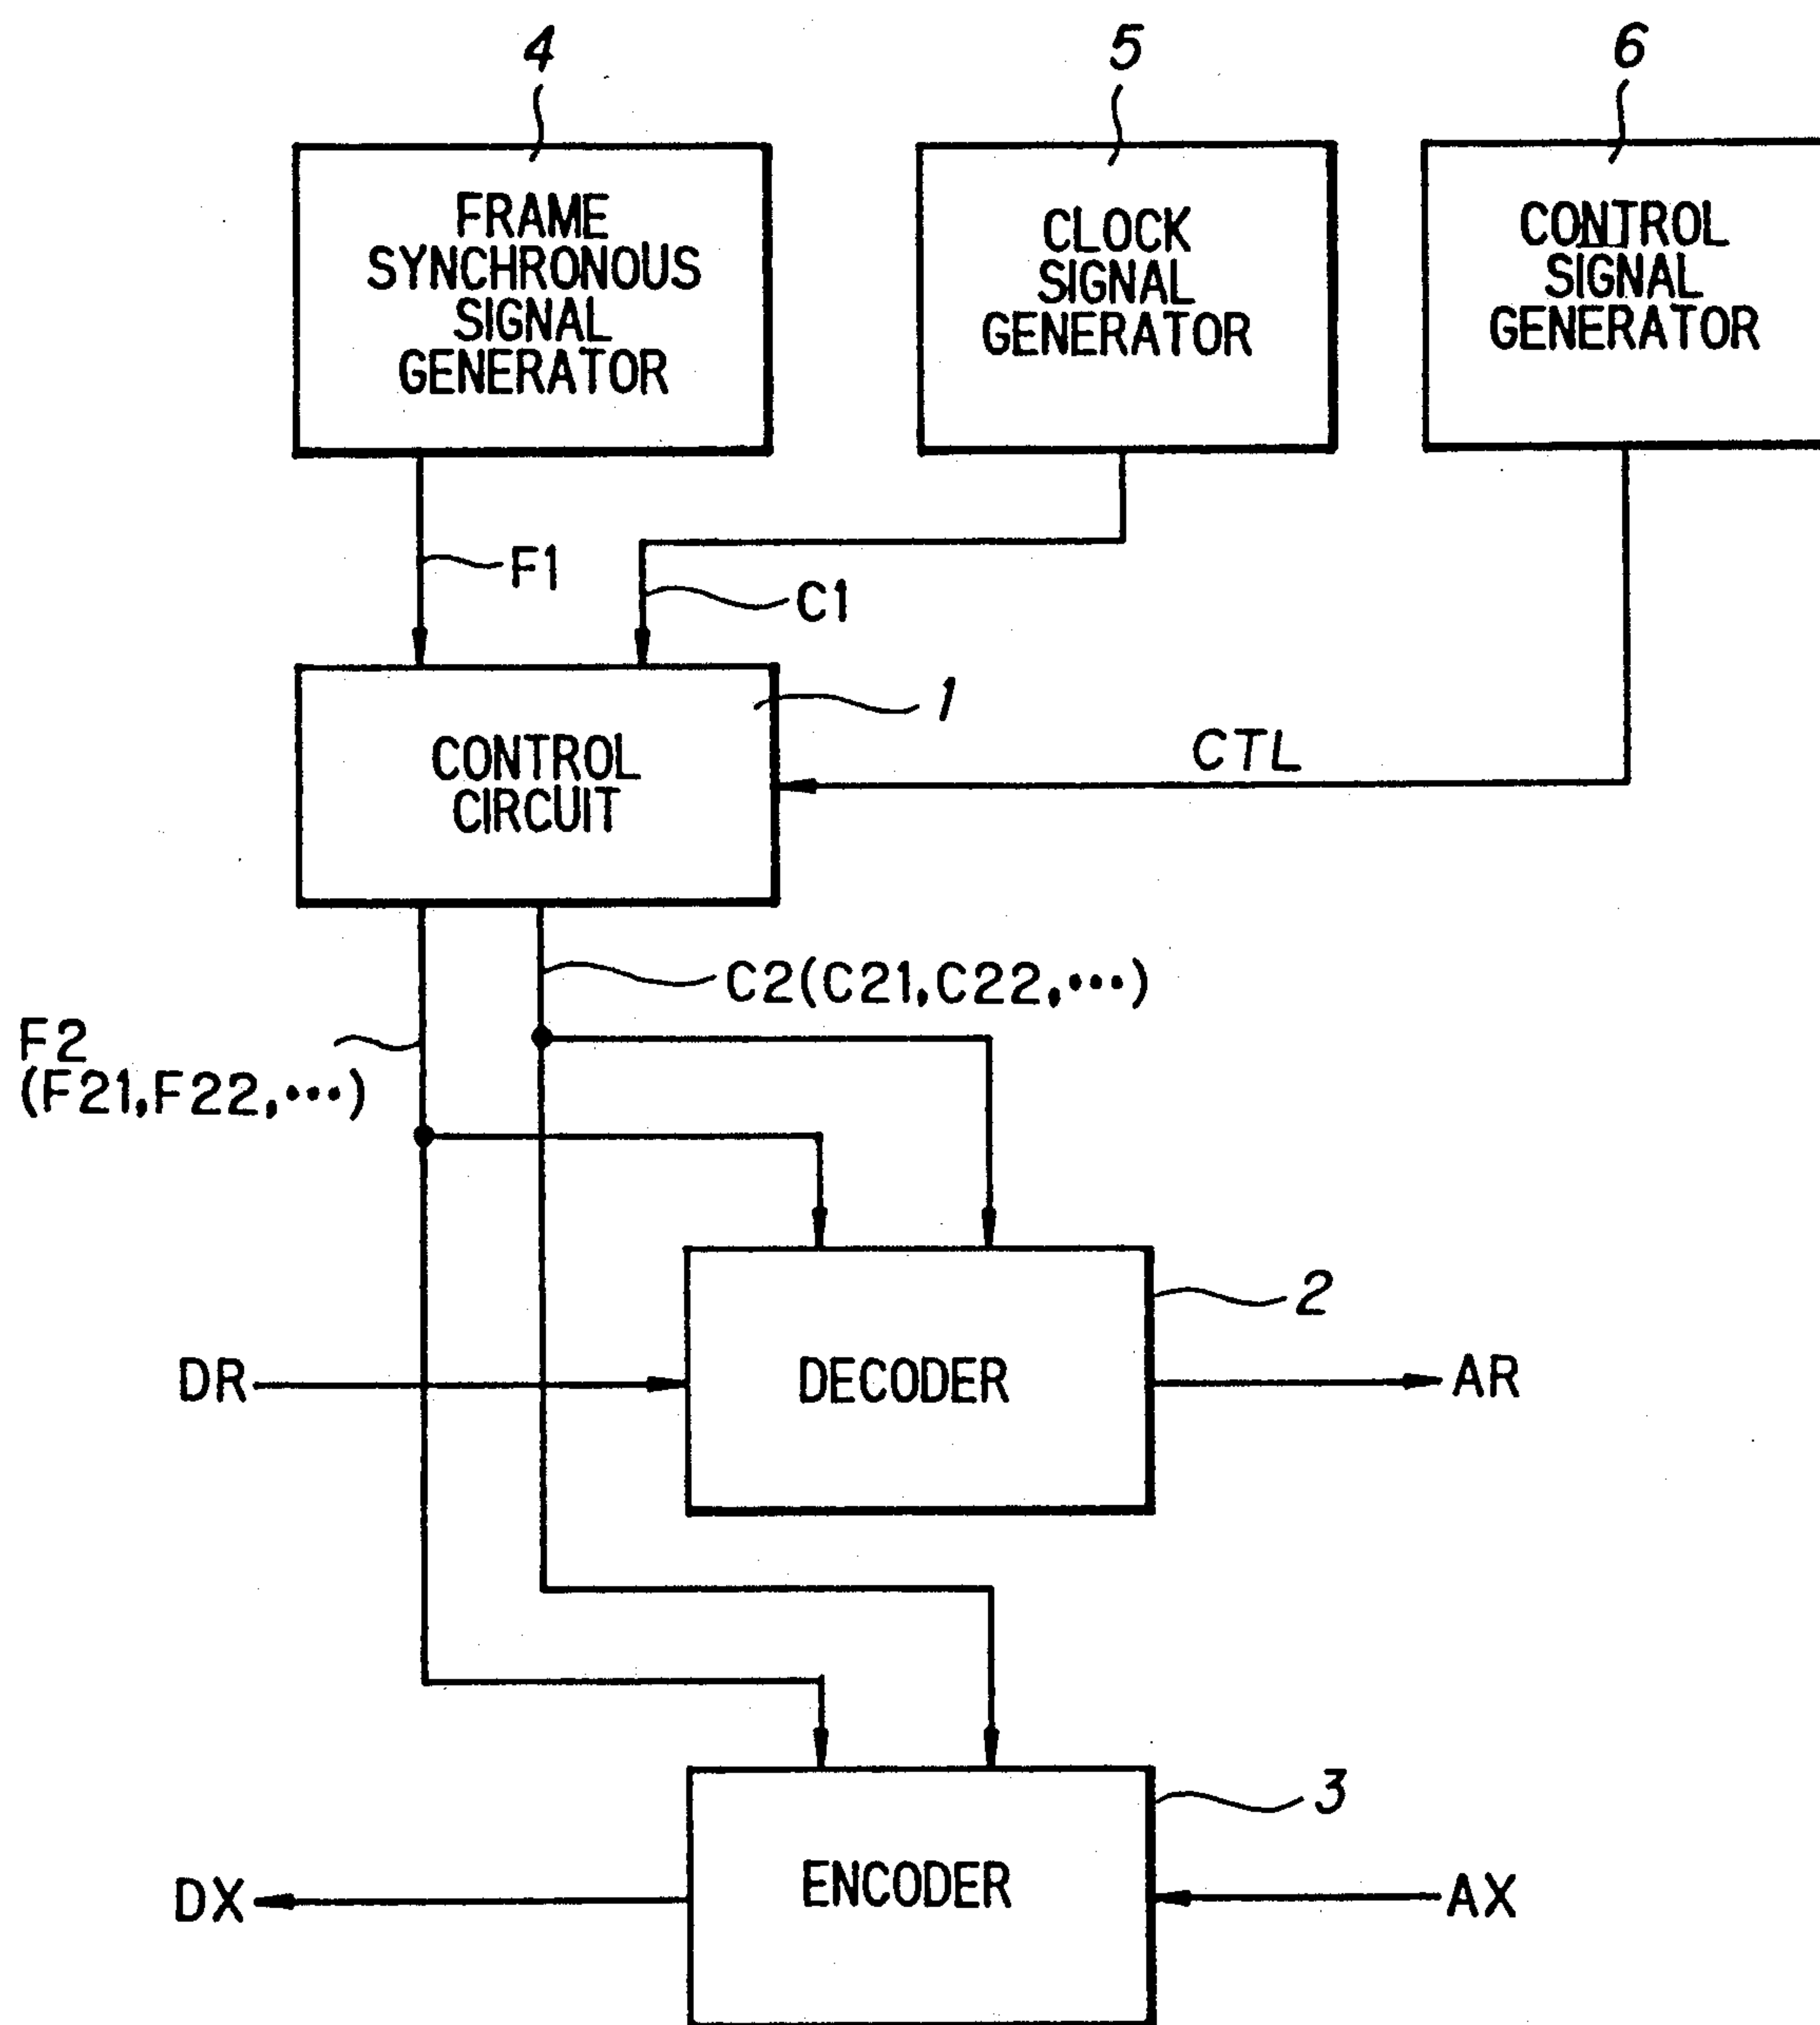 4
5
6
FRAME
SYNCHRONOUS
SIGNAL
GENERATOR
CLOCK
SIGNAL
GENERATOR
CONTROL
SIGNAL
GENERATOR
F1
C1
1
CONTROL
CIRCUIT
CTL
C2(C21,C22,•••)
F2
(F21,F22,•••)
2
DR
DECODER
AR
3
DX
ENCODER
AX